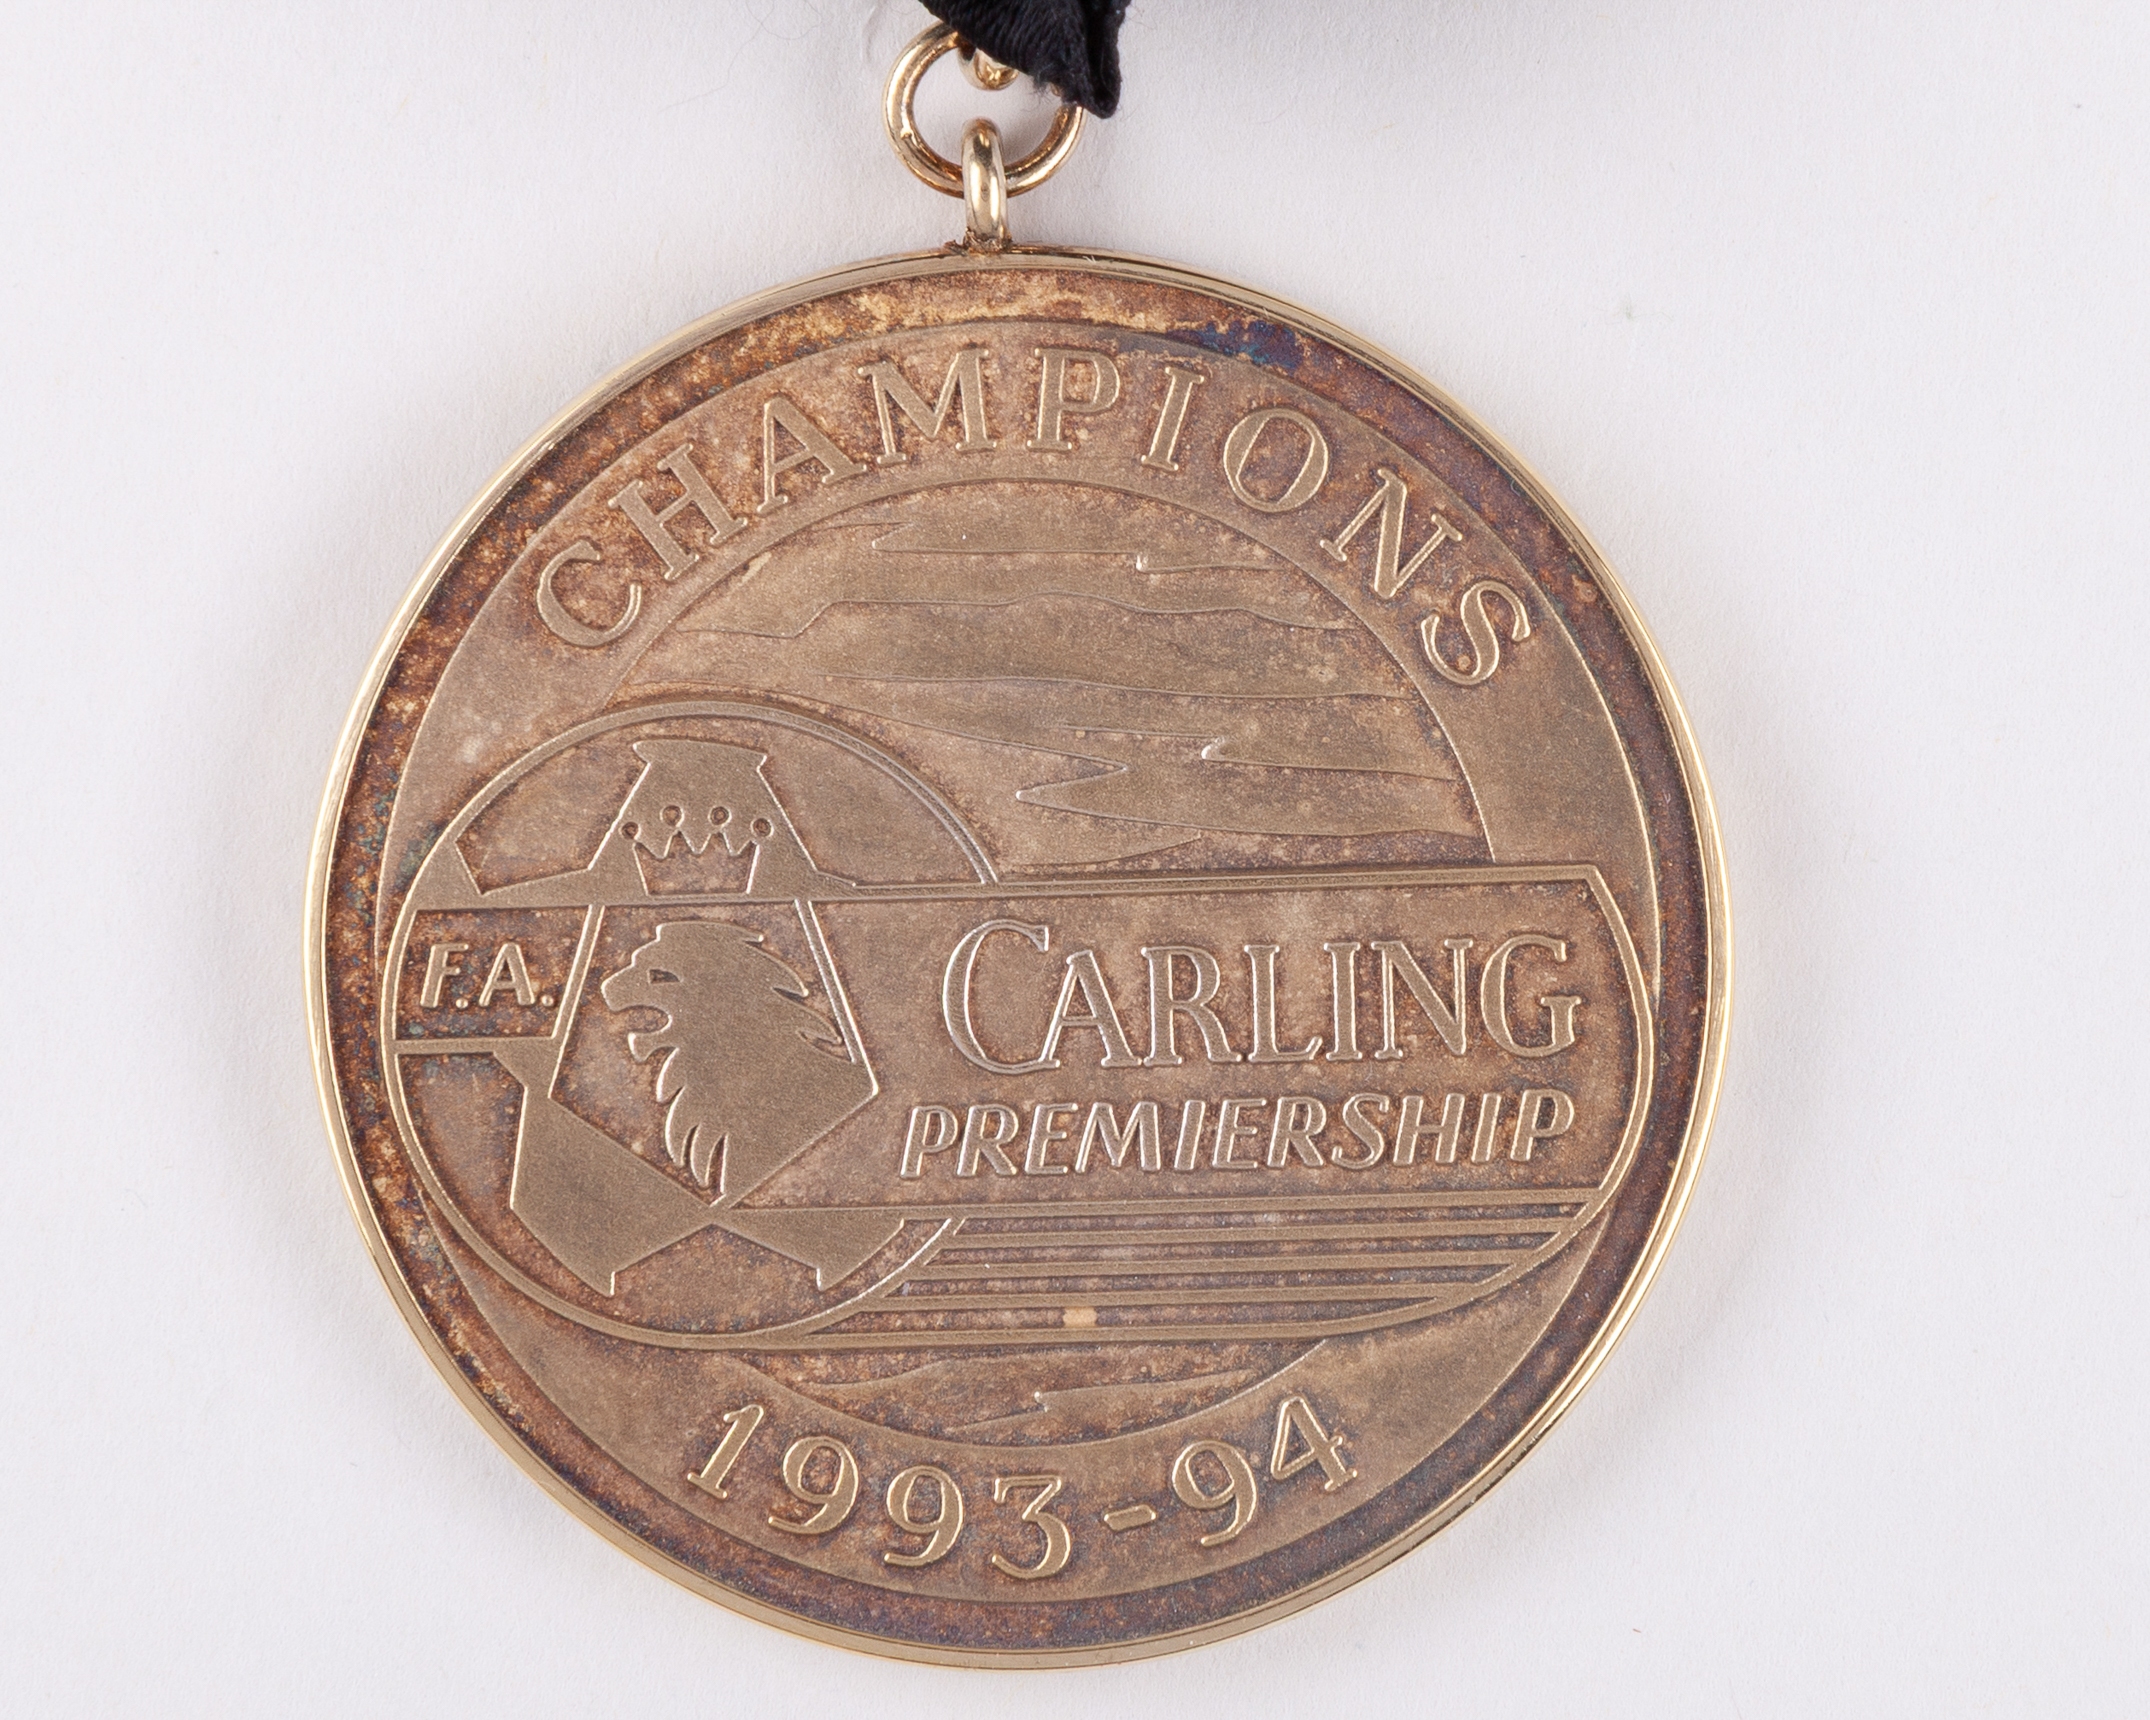 CHAMPIONS
F.A.
CARLING
PREMIERSHIP
1993-94